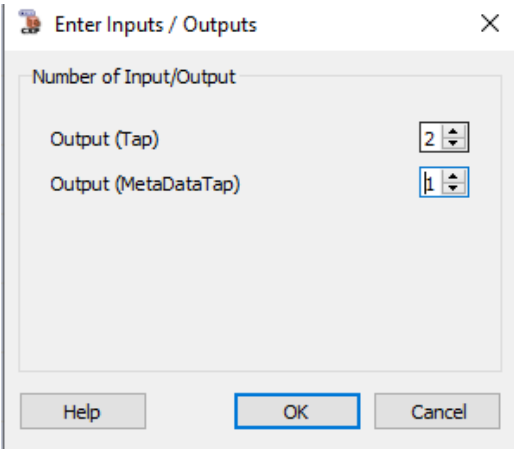 Enter Inputs / Outputs
Number of Input/Output
Output (Tap) 2
Output (MetaDataTap) 1
Help OK Cancel